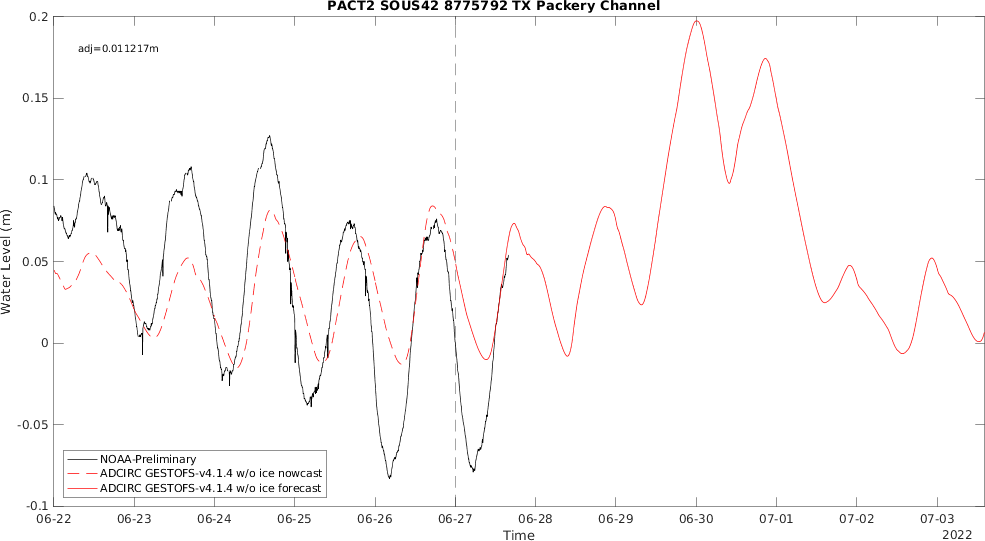 PACT2 SOUS42 8775792 TX Packery Channel
adj=0.011217m
0.2
0.15
0.1
0.05
0
-0.05
-0.1
Water Level (m)
NOAA-Preliminary
ADCIRC GESTOFS-v4.1.4 w/o ice nowcast
ADCIRC GESTOFS-v4.1.4 w/o ice forecast
06-22 06-23 06-24 06-25 06-26 06-27 06-28 06-29 06-30 07-01 07-02 07-03
Time
2022